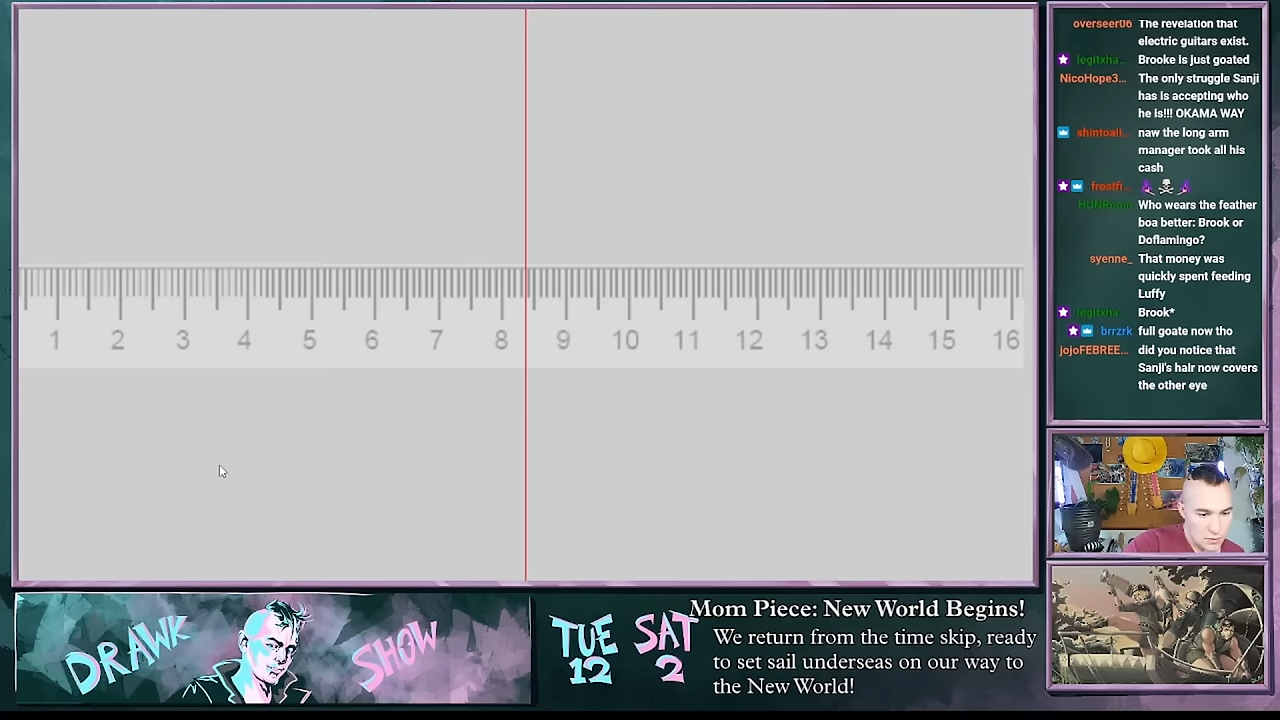 1 2 3 4 5 6 7 8 9 10 11 12 13 14 15 16
overseer06 The revelation that
electric guitars exist.
legitxha... Brooke is just goated
NicoHope3... The only struggle Sanji
has is accepting who
he is!!! OKAMA WAY
shintoali... naw the long arm
manager took all his
cash
frostfi...
Who wears the feather
boa better: Brook or
Doflamingo?
syenne_ That money was
quickly spent feeding
Luffy
legitxha... Brook*
brrzrk full goate now tho
jojoFEBREE... did you notice that
Sanji's hair now covers
the other eye
DRAWK SHOW
TUE SAT
12 2
Mom Piece: New World Begins!
We return from the time skip, ready
to set sail underseas on our way to
the New World!